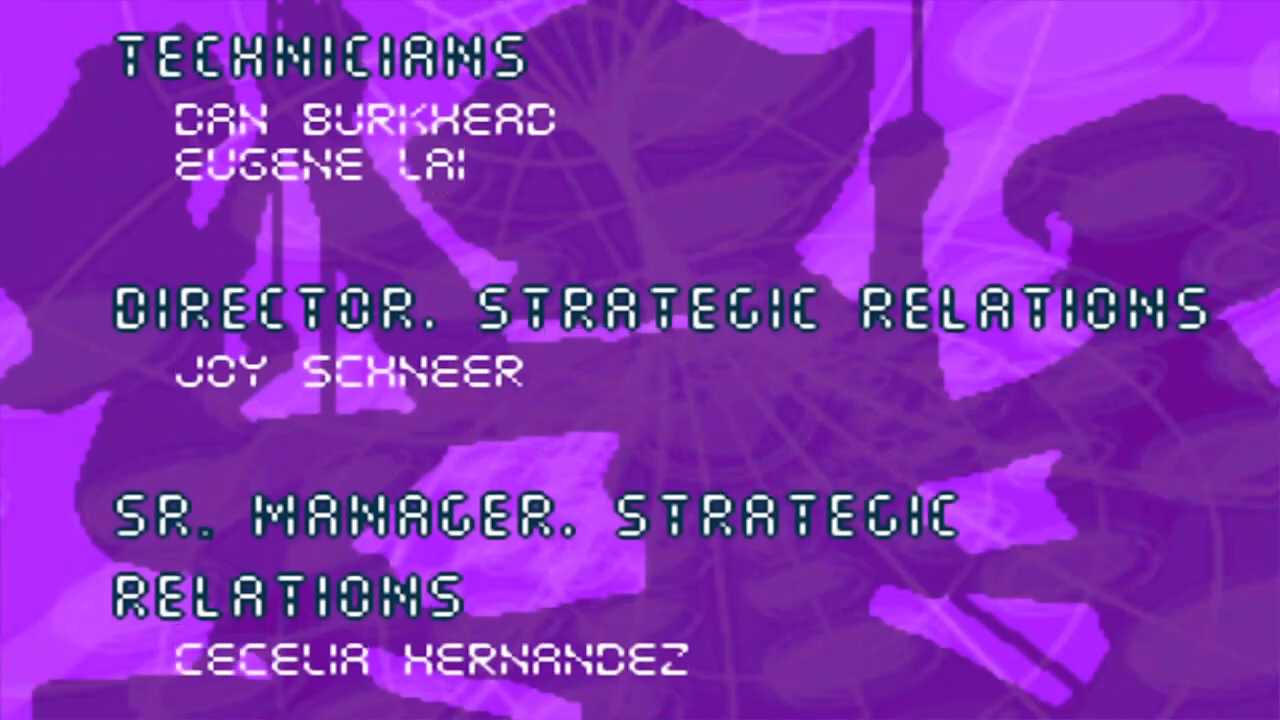 TECHNICIANS
DAN BURKHEAD
EUGENE LAI
DIRECTOR. STRATEGIC RELATIONS
JOY SCHNEER
SR. MANAGER. STRATEGIC
RELATIONS
CECELIA HERNANDEZ